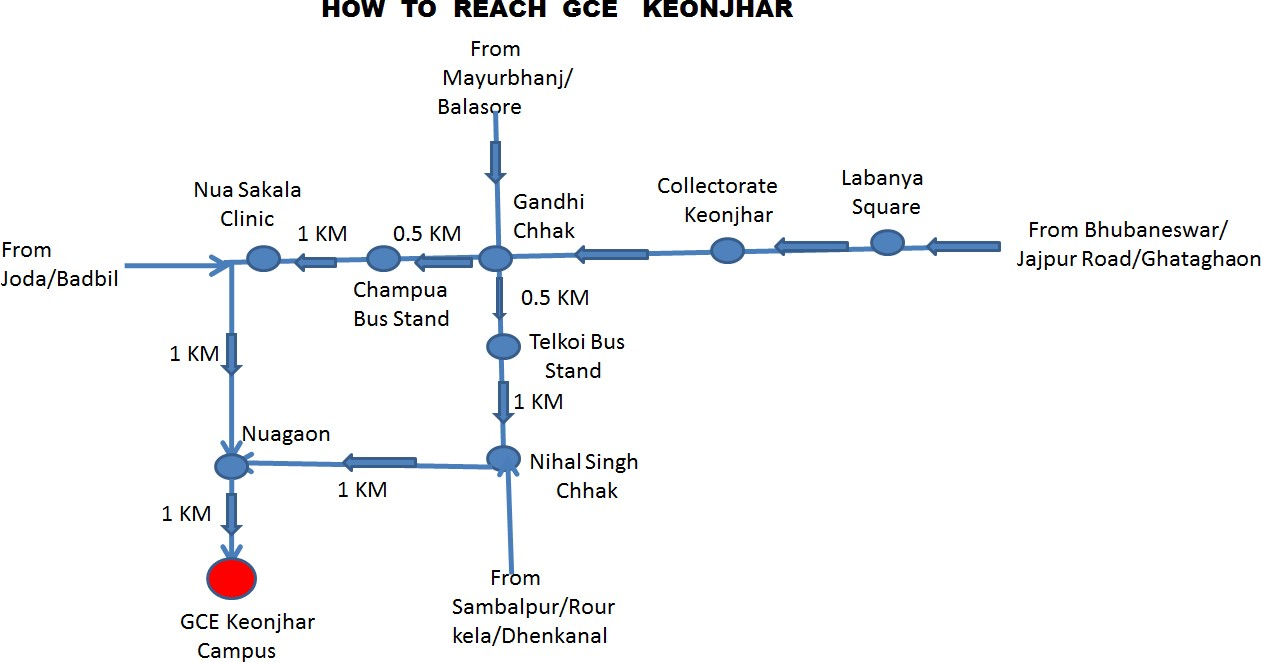 HOW TO REACH GCE KEONJHAR
From
Mayurbhanj/
Balasore
Nua Sakala
Clinic
1 KM
0.5 KM
Gandhi
Chhak
Collectorate
Keonjhar
Labanya
Square
From Bhubaneswar/
Jajpur Road/Ghataghaon
From
Joda/Badbil
Champua
Bus Stand
0.5 KM
1 KM
Telkoi Bus
Stand
1 KM
Nuagaon
Nihal Singh
Chhak
1 KM
1 KM
From
Sambalpur/Rour
kela/Dhenkanal
GCE Keonjhar
Campus